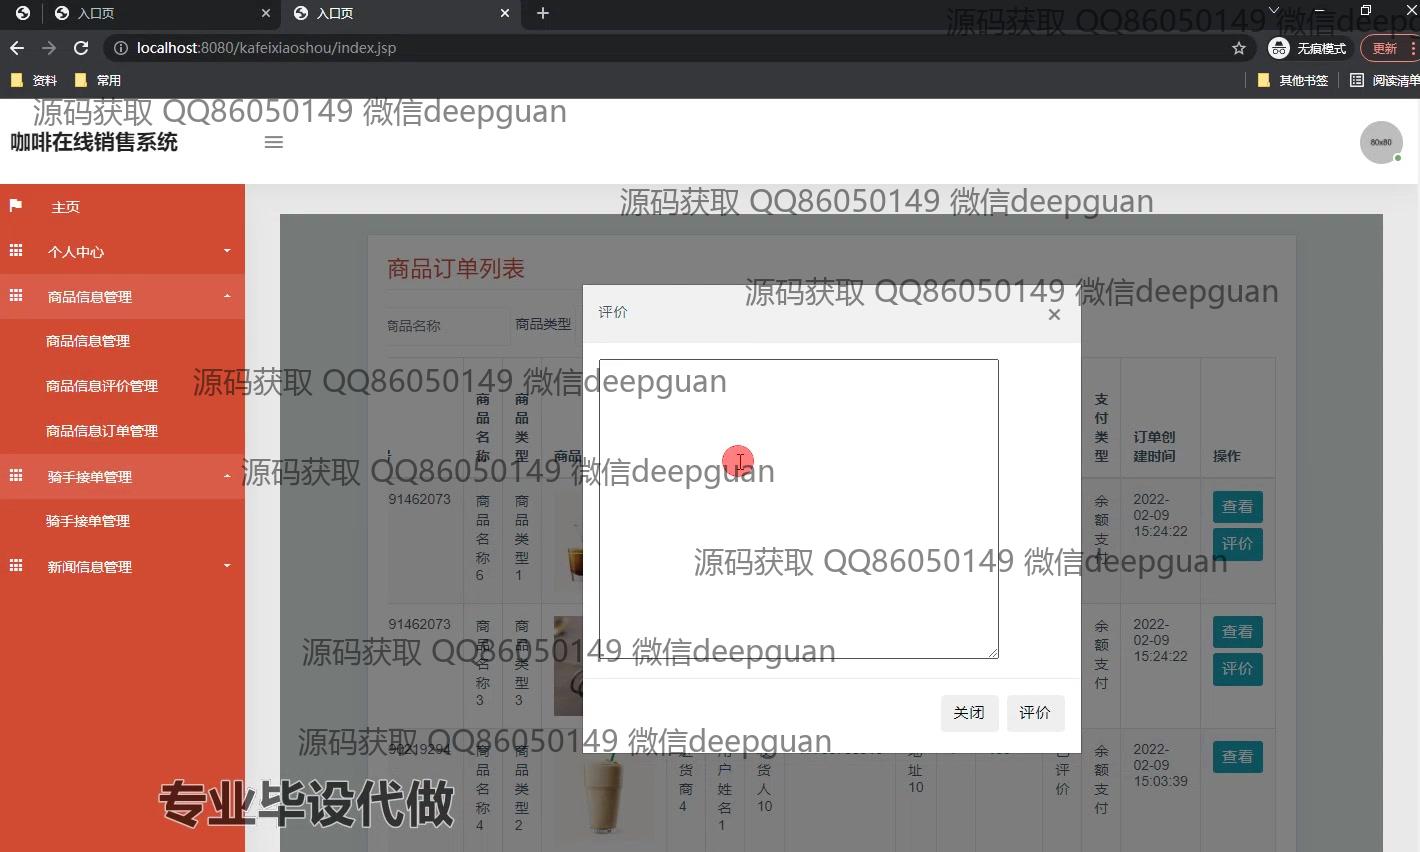 入口页
入口页
源码获取 QQ86050149 微信deepg
localhost:8080/kafeixiaoshou/index.jsp
无痕模式
更新
资料
常用
其他书签
阅读清单
源码获取 QQ86050149 微信deepguan
咖啡在线销售系统
80x80
主页
源码获取 QQ86050149 微信deepguan
个人中心
商品订单列表
商品信息管理
源码获取 QQ86050149 微信deepguan
评价
商品名称
商品类型
商品信息管理
商品信息评价管理
源码获取 QQ86050149 微信deepguan
商品信息订单管理
商品名称
商品类型
商品
支付类型
订单创建时间
操作
骑手接单管理
源码获取 QQ86050149 微信deepguan
骑手接单管理
91462073
商品名称6
商品类型1
余额支付
2022-02-09 15:24:22
查看
评价
源码获取 QQ86050149 微信deepguan
新闻信息管理
91462073
商品名称3
商品类型3
余额支付
2022-02-09 15:24:22
查看
评价
源码获取 QQ86050149 微信deepguan
关闭
评价
源码获取 QQ86050149 微信deepguan
90219294
商品名称4
商品类型2
货商4
用户姓名1
货人10
址10
评价
余额支付
2022-02-09 15:03:39
查看
专业毕设代做